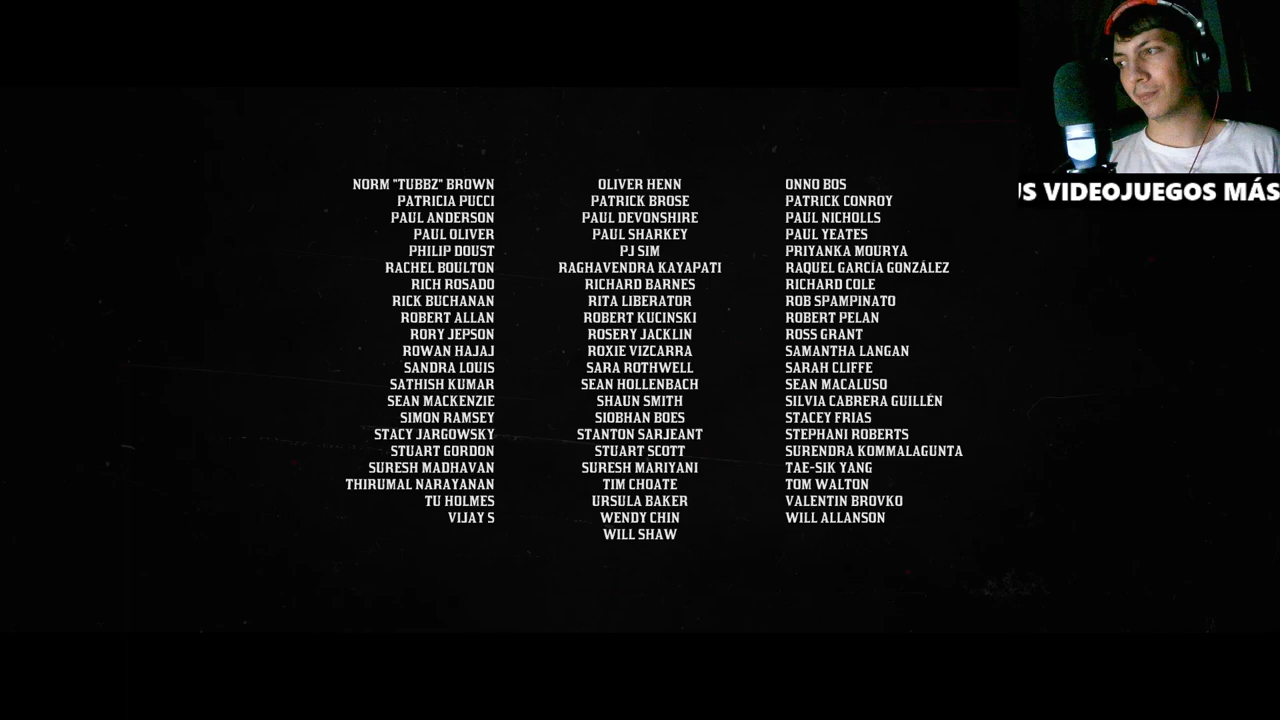 NORM "TUBBZ" BROWN OLIVER HENN ONNO BOS
PATRICIA PUCCI PATRICK BROSE PATRICK CONROY
PAUL ANDERSON PAUL DEVONSHIRE PAUL NICHOLLS
PAUL OLIVER PAUL SHARKEY PAUL YEATES
PHILIP DOUST PJ SIM PRIYANKA MOURYA
RACHEL BOULTON RAGHAVENDRA KAYAPATI RAQUEL GARCÍA GONZÁLEZ
RICH ROSADO RICHARD BARNES RICHARD COLE
RICK BUCHANAN RITA LIBERATOR ROB SPAMPINATO
ROBERT ALLAN ROBERT KUCINSKI ROBERT PELAN
RORY JEPSON ROSERY JACKLIN ROSS GRANT
ROWAN HAJAJ ROXIE VIZCARRA SAMANTHA LANGAN
SANDRA LOUIS SARA ROTHWELL SARAH CLIFFE
SATHISH KUMAR SEAN HOLLENBACH SEAN MACALUSO
SEAN MACKENZIE SHAUN SMITH SILVIA CABRERA GUILLÉN
SIMON RAMSEY SIOBHAN BOES STACEY FRIAS
STACY JARGOWSKY STANTON SARJEANT STEPHANI ROBERTS
STUART GORDON STUART SCOTT SURENDRA KOMMALAGUNTA
SURESH MADHAVAN SURESH MARIYANI TAE-SIK YANG
THIRUMAL NARAYANAN TIM CHOATE TOM WALTON
TU HOLMES URSULA BAKER VALENTIN BROVKO
VIJAY S WENDY CHIN WILL ALLANSON
WILL SHAW
VIDEOJUEGOS MÁS